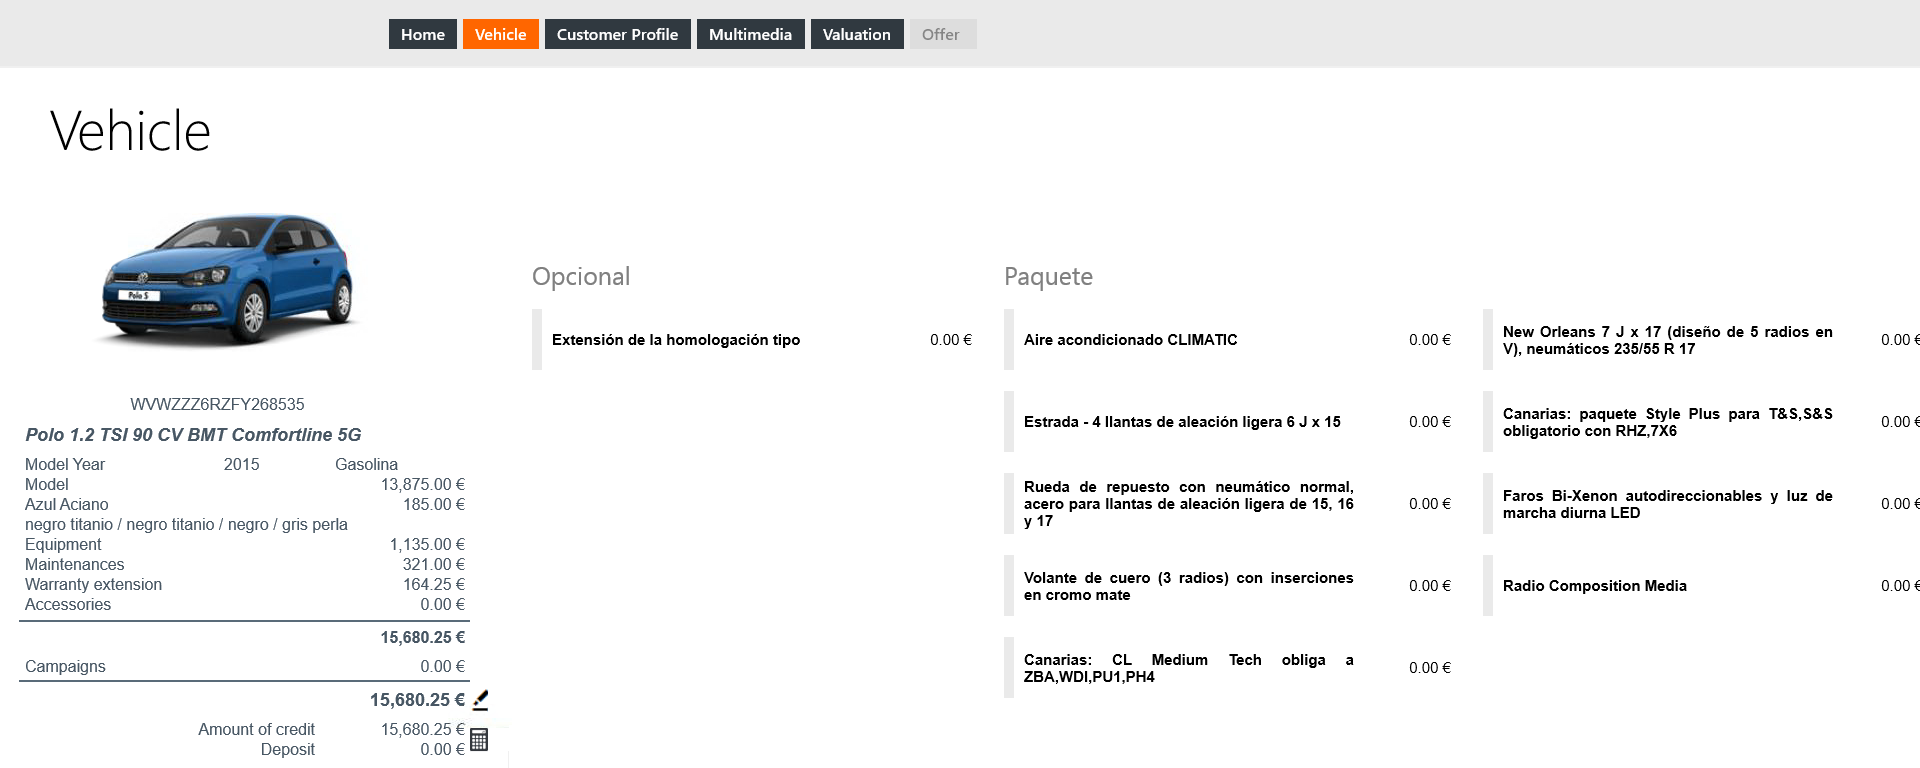 Home Vehicle Customer Profile Multimedia Valuation Offer
Vehicle
Polo S
WVWZZZ6RZFY268535
Polo 1.2 TSI 90 CV BMT Comfortline 5G
Model Year 2015 Gasolina
Model 13,875.00 €
Azul Aciano 185.00 €
negro titanio / negro titanio / negro / gris perla
Equipment 1,135.00 €
Maintenances 321.00 €
Warranty extension 164.25 €
Accessories 0.00 €
15,680.25 €
Campaigns 0.00 €
15,680.25 €
Amount of credit 15,680.25 €
Deposit 0.00 €
Opcional
Extensión de la homologación tipo 0.00 €
Paquete
Aire acondicionado CLIMATIC 0.00 €
Estrada - 4 llantas de aleación ligera 6 J x 15 0.00 €
Rueda de repuesto con neumático normal,
acero para llantas de aleación ligera de 15, 16 0.00 €
y 17
Volante de cuero (3 radios) con inserciones
en cromo mate 0.00 €
Canarias: CL Medium Tech obliga a
ZBA,WDI,PU1,PH4 0.00 €
New Orleans 7 J x 17 (diseño de 5 radios en
V), neumáticos 235/55 R 17 0.00 €
Canarias: paquete Style Plus para T&S,S&S
obligatorio con RHZ,7X6 0.00 €
Faros Bi-Xenon autodireccionables y luz de
marcha diurna LED 0.00 €
Radio Composition Media 0.00 €